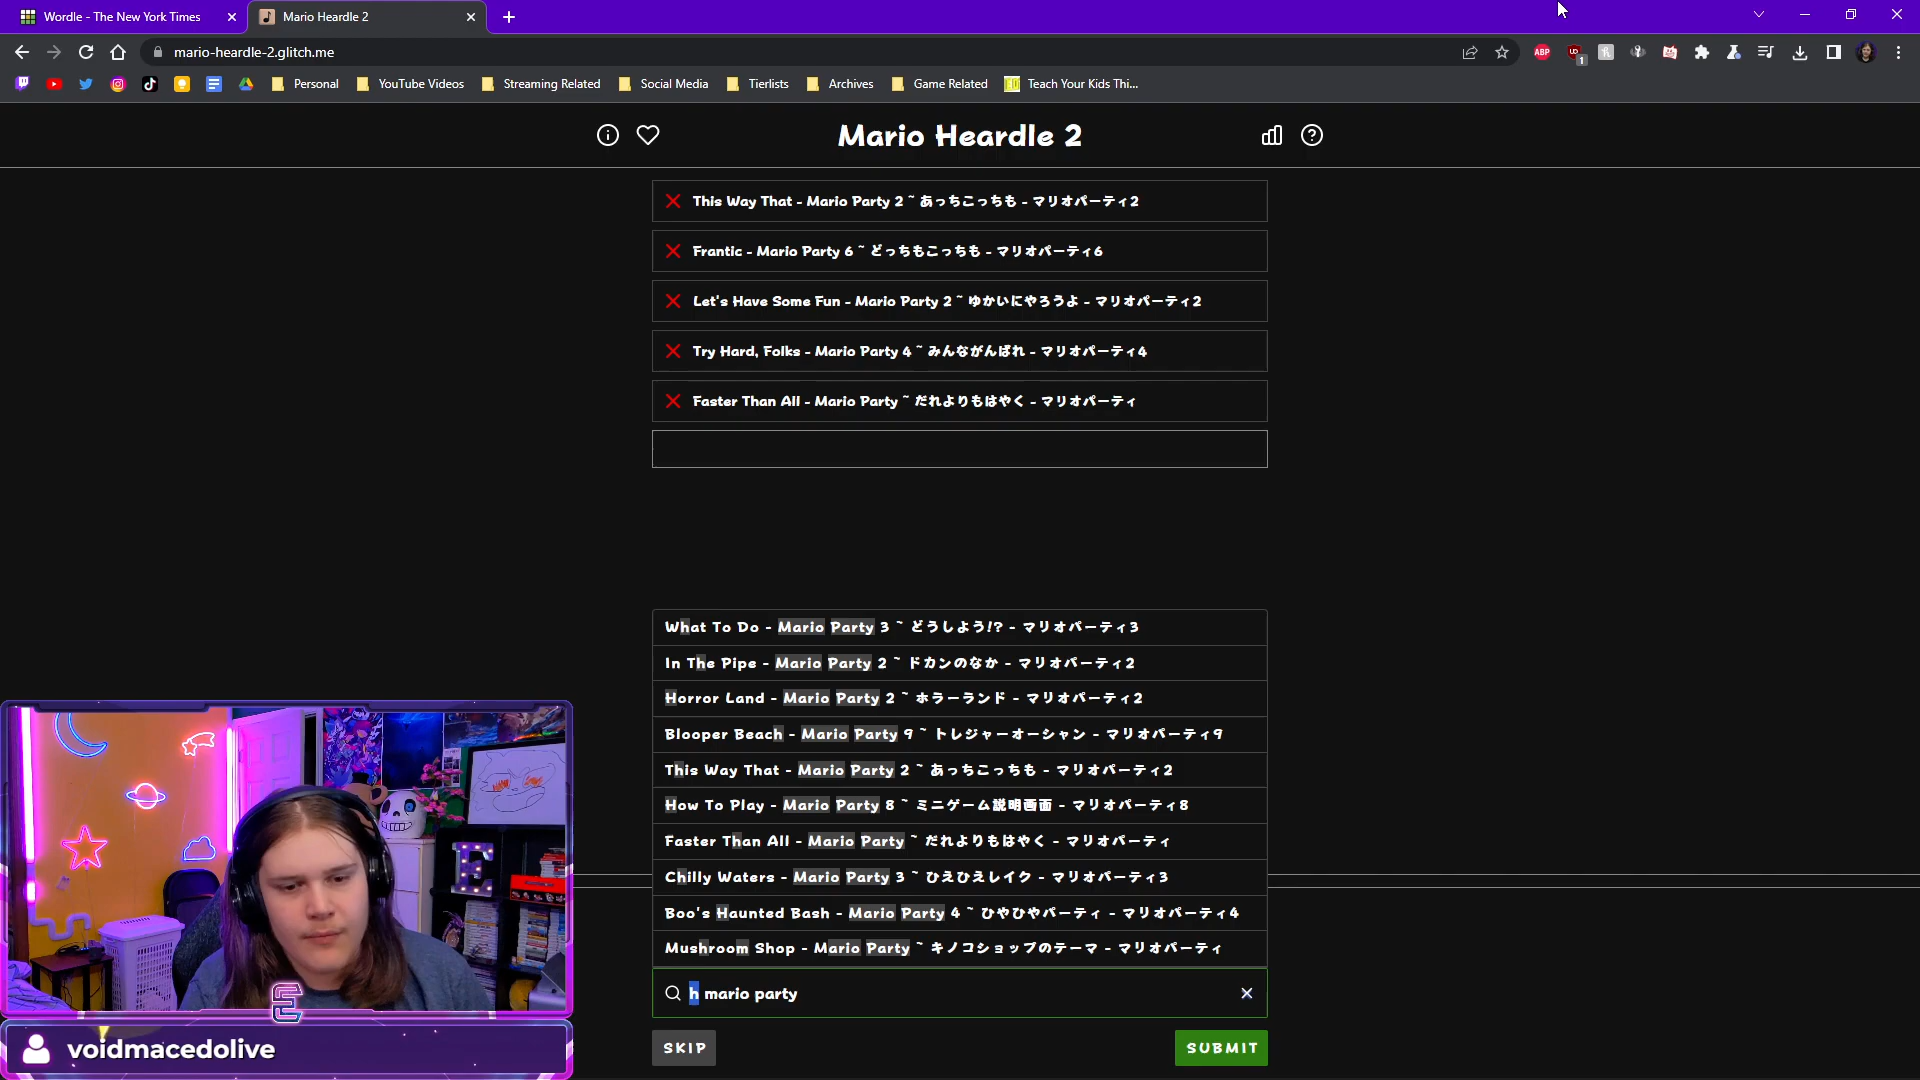 Wordle - The New York Times
Mario Heardle 2
mario-heardle-2.glitch.me
ABP
1
Personal
YouTube Videos
Streaming Related
Social Media
Tierlists
Archives
Game Related
Teach Your Kids Thi...
Mario Heardle 2
This Way That - Mario Party 2 ~ あっちこっちも - マリオパーティ2
Frantic - Mario Party 6 ~ どっちもこっちも - マリオパーティ6
Let's Have Some Fun - Mario Party 2 ~ ゆかいにやろうよ - マリオパーティ2
Try Hard, Folks - Mario Party 4 ~ みんながんばれ - マリオパーティ4
Faster Than All - Mario Party ~ だれよりもはやく - マリオパーティ
What To Do - Mario Party 3 ~ どうしよう!? - マリオパーティ3
In The Pipe - Mario Party 2 ~ ドカンのなか - マリオパーティ2
Horror Land - Mario Party 2 ~ ホラーランド - マリオパーティ2
Blooper Beach - Mario Party 9 ~ トレジャーオーシャン - マリオパーティ9
This Way That - Mario Party 2 ~ あっちこっちも - マリオパーティ2
How To Play - Mario Party 8 ~ ミニゲーム説明画面 - マリオパーティ8
Faster Than All - Mario Party ~ だれよりもはやく - マリオパーティ
Chilly Waters - Mario Party 3 ~ ひえひえレイク - マリオパーティ3
Boo's Haunted Bash - Mario Party 4 ~ ひやひやパーティ - マリオパーティ4
Mushroom Shop - Mario Party ~ キノコショップのテーマ - マリオパーティ
h mario party
SKIP
SUBMIT
E
E
voidmacedolive